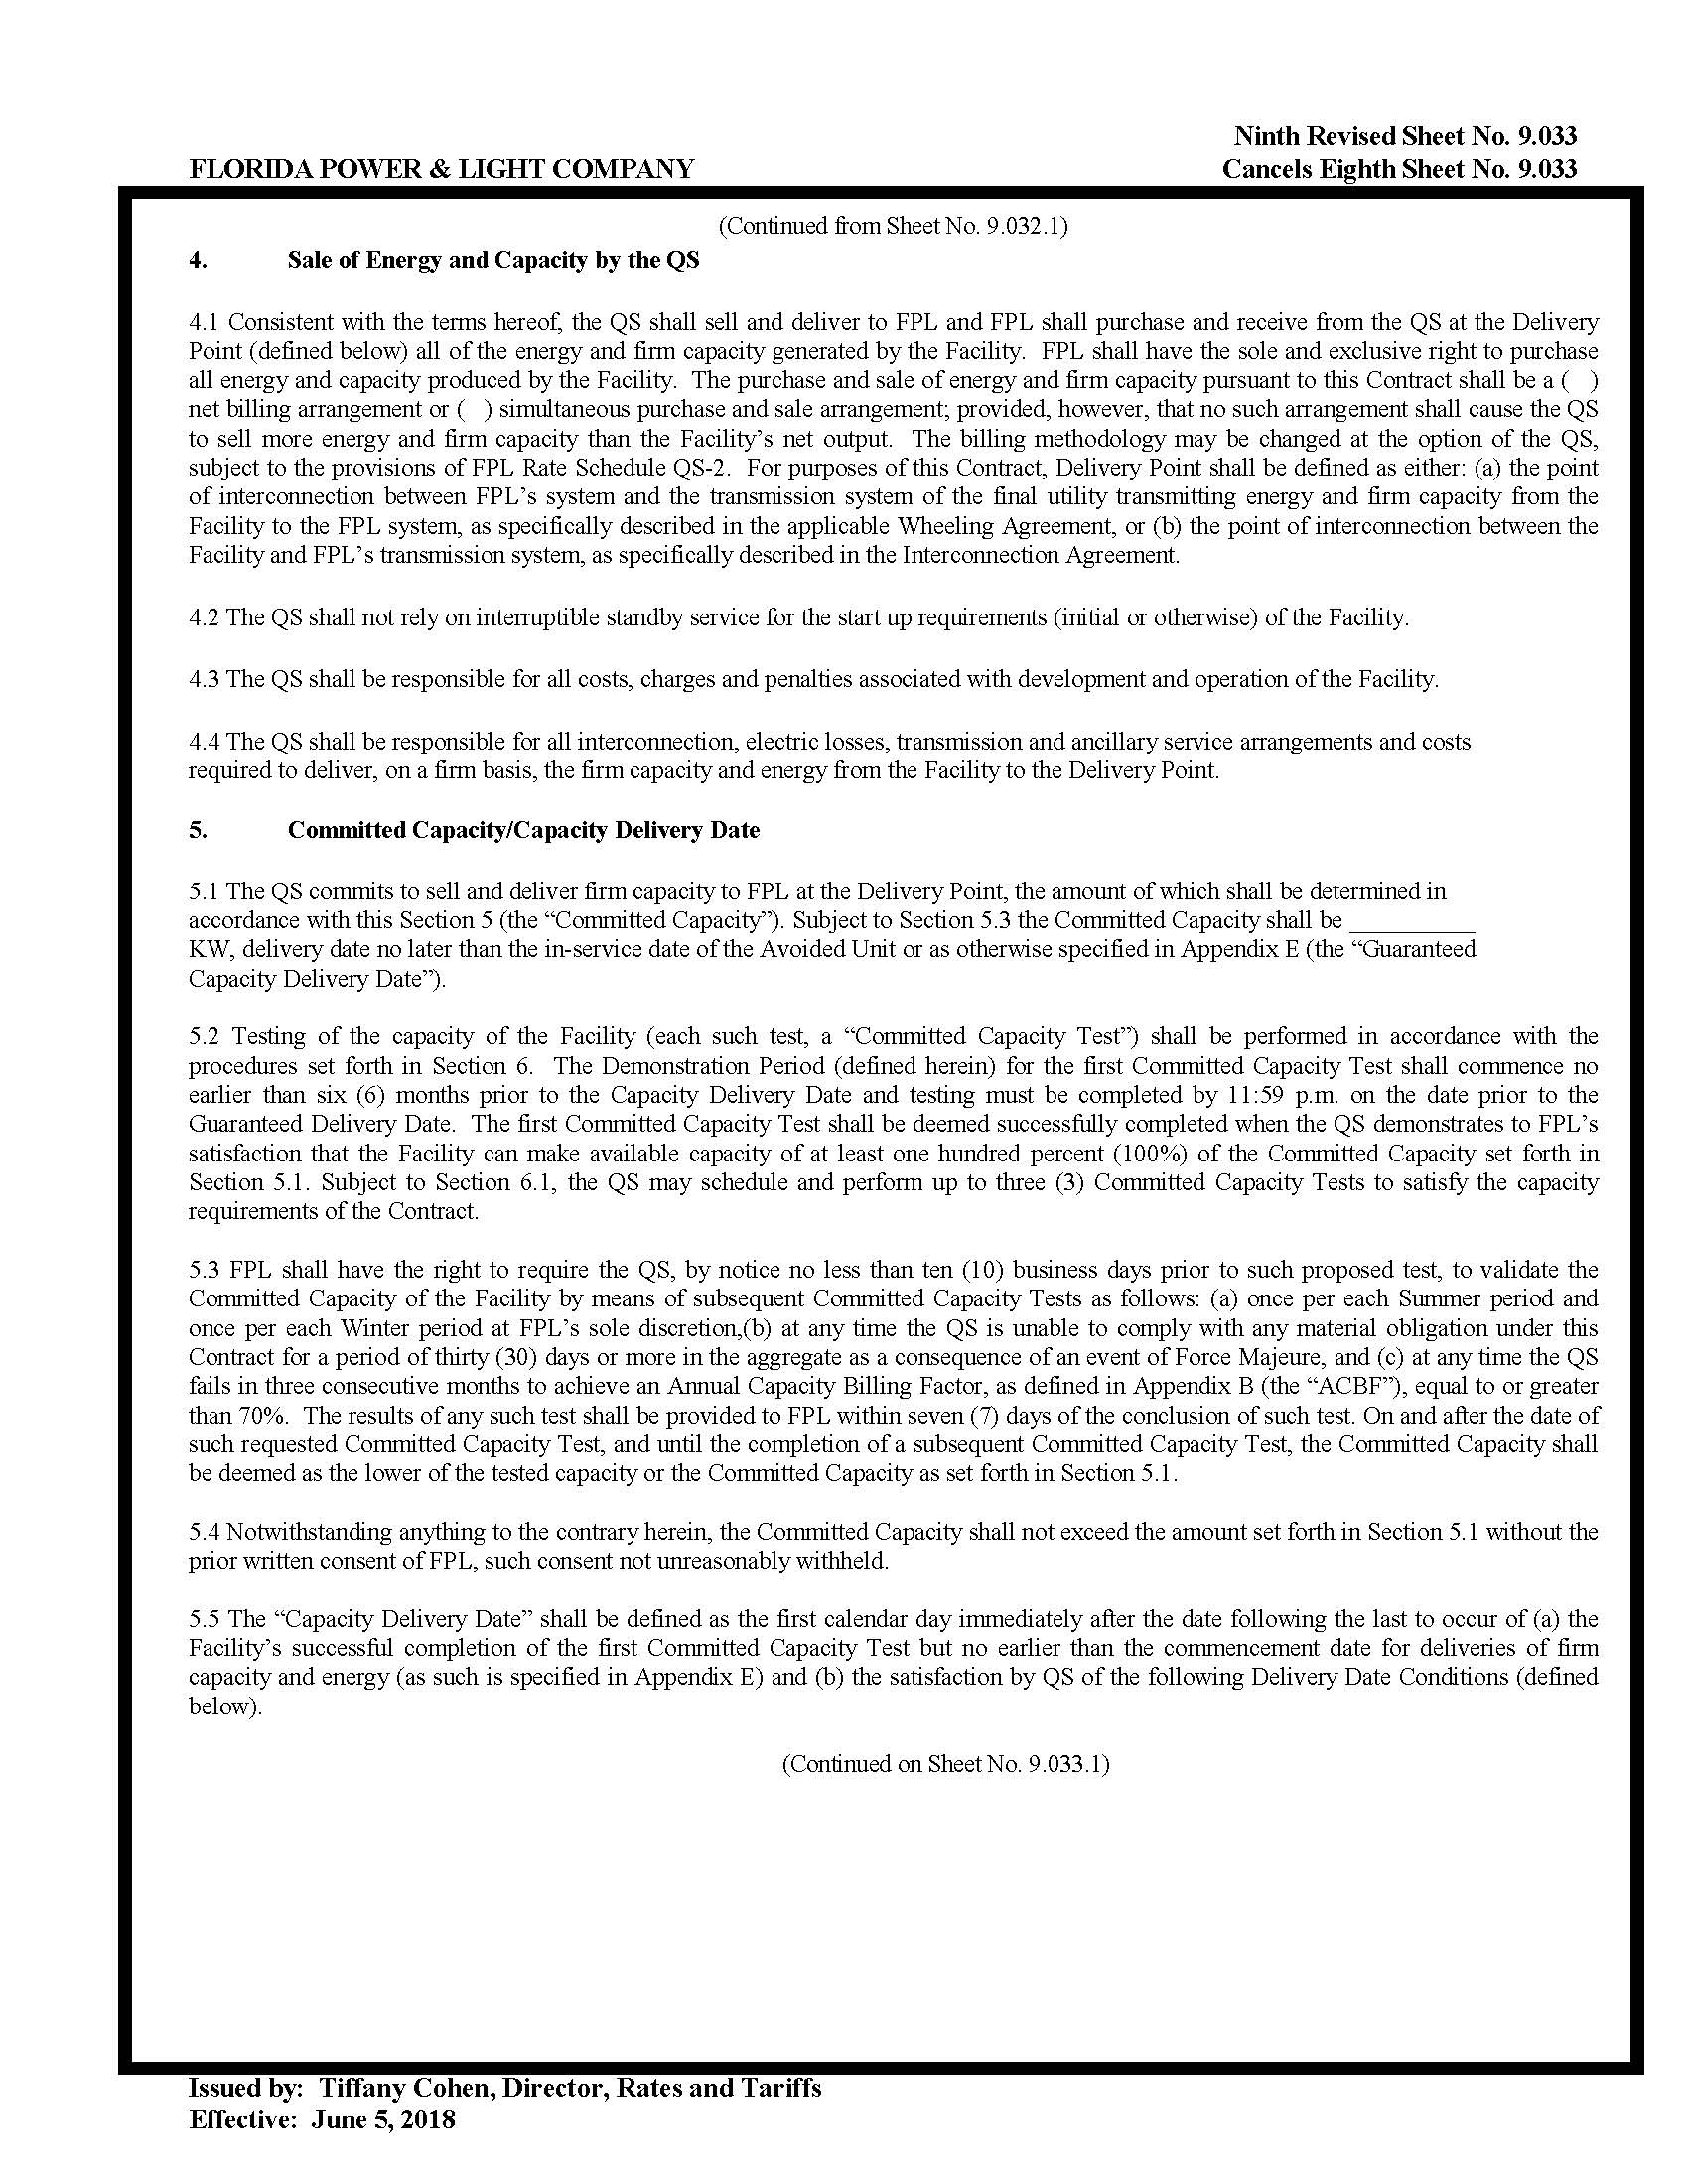 Ninth Revised Sheet No. 9.033
FLORIDA POWER & LIGHT COMPANY Cancels Eighth Sheet No. 9.033
(Continued from Sheet No. 9.032.1)
4. Sale of Energy and Capacity by the QS
4.1 Consistent with the terms hereof, the QS shall sell and deliver to FPL and FPL shall purchase and receive from the QS at the Delivery
Point (defined below) all of the energy and firm capacity generated by the Facility. FPL shall have the sole and exclusive right to purchase
all energy and capacity produced by the Facility. The purchase and sale of energy and firm capacity pursuant to this Contract shall be a ( )
net billing arrangement or ( ) simultaneous purchase and sale arrangement; provided, however, that no such arrangement shall cause the QS
to sell more energy and firm capacity than the Facility’s net output. The billing methodology may be changed at the option of the QS,
subject to the provisions of FPL Rate Schedule QS-2. For purposes of this Contract, Delivery Point shall be defined as either: (a) the point
of interconnection between FPL’s system and the transmission system of the final utility transmitting energy and firm capacity from the
Facility to the FPL system, as specifically described in the applicable Wheeling Agreement, or (b) the point of interconnection between the
Facility and FPL’s transmission system, as specifically described in the Interconnection Agreement.
4.2 The QS shall not rely on interruptible standby service for the start up requirements (initial or otherwise) of the Facility.
4.3 The QS shall be responsible for all costs, charges and penalties associated with development and operation of the Facility.
4.4 The QS shall be responsible for all interconnection, electric losses, transmission and ancillary service arrangements and costs
required to deliver, on a firm basis, the firm capacity and energy from the Facility to the Delivery Point.
5. Committed Capacity/Capacity Delivery Date
5.1 The QS commits to sell and deliver firm capacity to FPL at the Delivery Point, the amount of which shall be determined in
accordance with this Section 5 (the “Committed Capacity”). Subject to Section 5.3 the Committed Capacity shall be __________
KW, delivery date no later than the in-service date of the Avoided Unit or as otherwise specified in Appendix E (the “Guaranteed
Capacity Delivery Date”).
5.2 Testing of the capacity of the Facility (each such test, a “Committed Capacity Test”) shall be performed in accordance with the
procedures set forth in Section 6. The Demonstration Period (defined herein) for the first Committed Capacity Test shall commence no
earlier than six (6) months prior to the Capacity Delivery Date and testing must be completed by 11:59 p.m. on the date prior to the
Guaranteed Delivery Date. The first Committed Capacity Test shall be deemed successfully completed when the QS demonstrates to FPL’s
satisfaction that the Facility can make available capacity of at least one hundred percent (100%) of the Committed Capacity set forth in
Section 5.1. Subject to Section 6.1, the QS may schedule and perform up to three (3) Committed Capacity Tests to satisfy the capacity
requirements of the Contract.
5.3 FPL shall have the right to require the QS, by notice no less than ten (10) business days prior to such proposed test, to validate the
Committed Capacity of the Facility by means of subsequent Committed Capacity Tests as follows: (a) once per each Summer period and
once per each Winter period at FPL’s sole discretion,(b) at any time the QS is unable to comply with any material obligation under this
Contract for a period of thirty (30) days or more in the aggregate as a consequence of an event of Force Majeure, and (c) at any time the QS
fails in three consecutive months to achieve an Annual Capacity Billing Factor, as defined in Appendix B (the “ACBF”), equal to or greater
than 70%. The results of any such test shall be provided to FPL within seven (7) days of the conclusion of such test. On and after the date of
such requested Committed Capacity Test, and until the completion of a subsequent Committed Capacity Test, the Committed Capacity shall
be deemed as the lower of the tested capacity or the Committed Capacity as set forth in Section 5.1.
5.4 Notwithstanding anything to the contrary herein, the Committed Capacity shall not exceed the amount set forth in Section 5.1 without the
prior written consent of FPL, such consent not unreasonably withheld.
5.5 The “Capacity Delivery Date” shall be defined as the first calendar day immediately after the date following the last to occur of (a) the
Facility’s successful completion of the first Committed Capacity Test but no earlier than the commencement date for deliveries of firm
capacity and energy (as such is specified in Appendix E) and (b) the satisfaction by QS of the following Delivery Date Conditions (defined
below).
(Continued on Sheet No. 9.033.1)
Issued by: Tiffany Cohen, Director, Rates and Tariffs
Effective: June 5, 2018